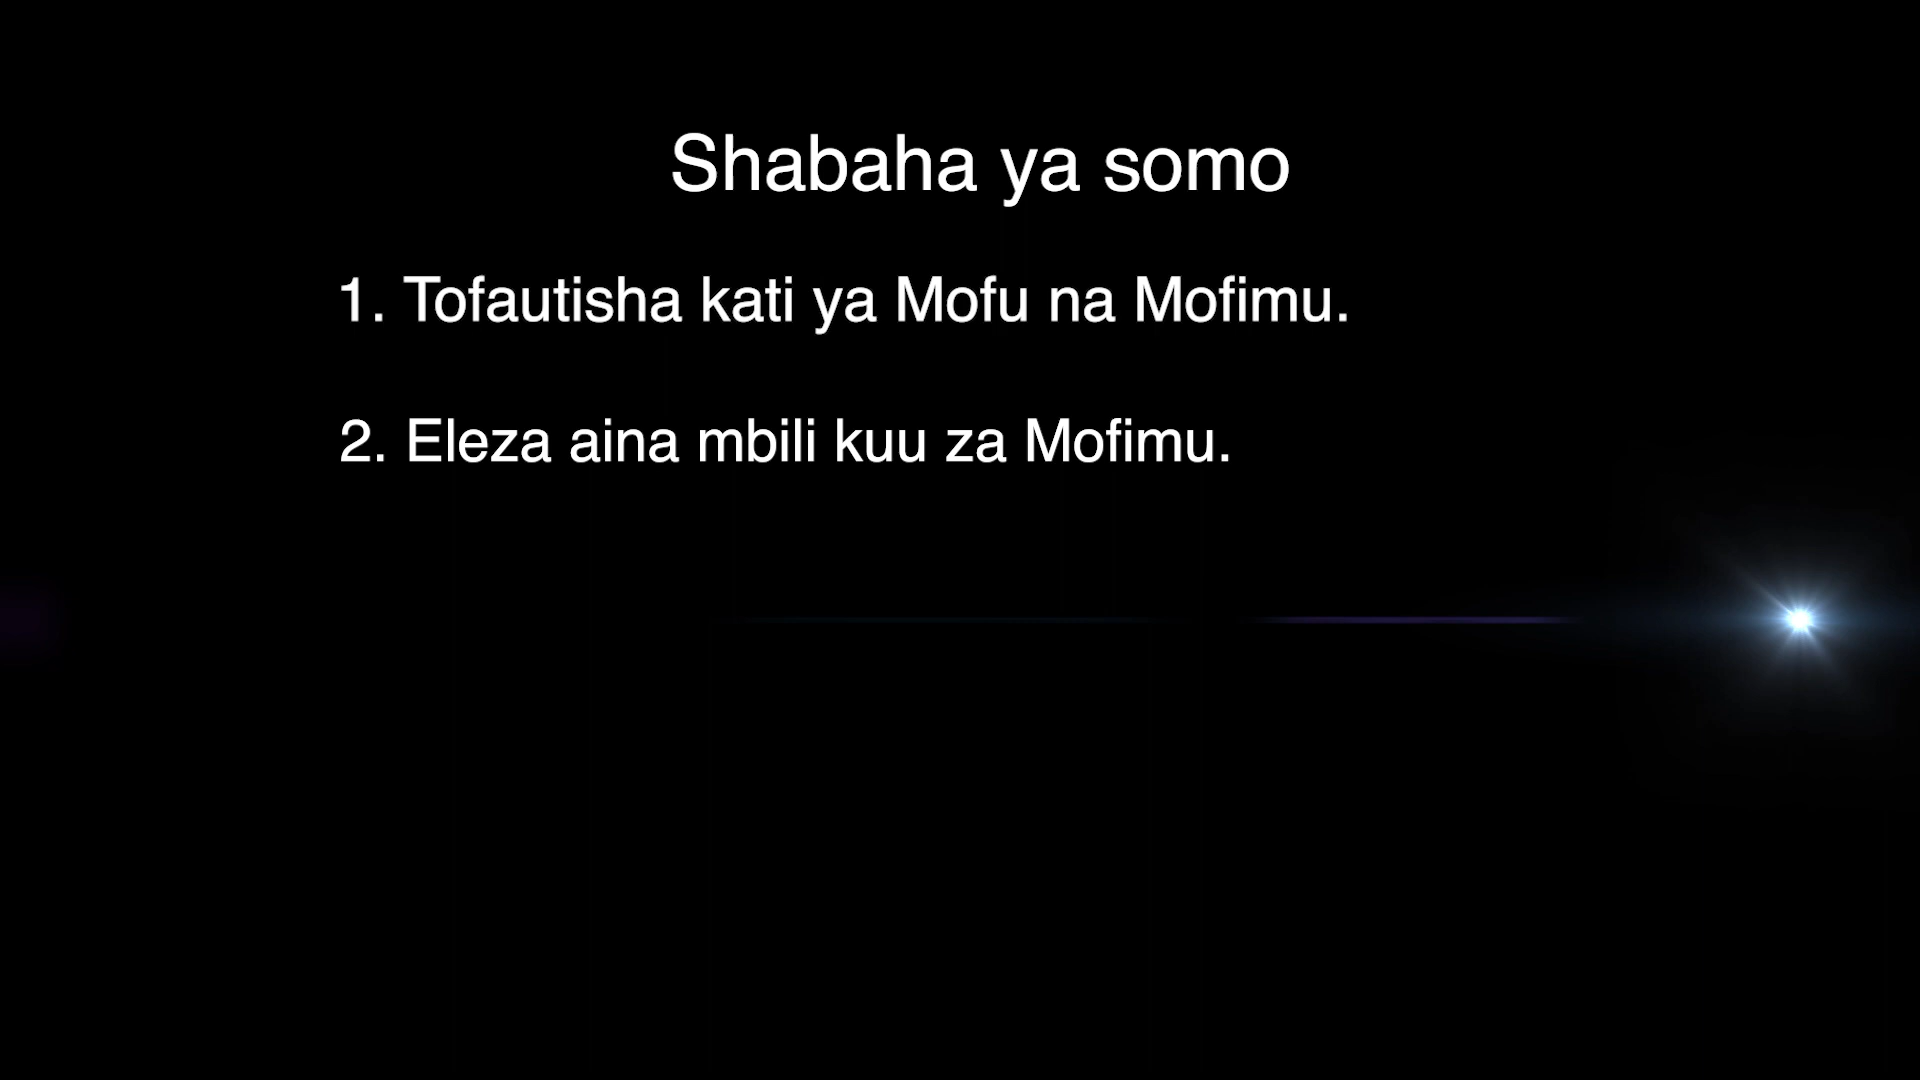 Shabaha ya somo
1. Tofautisha kati ya Mofu na Mofimu.
2. Eleza aina mbili kuu za Mofimu.